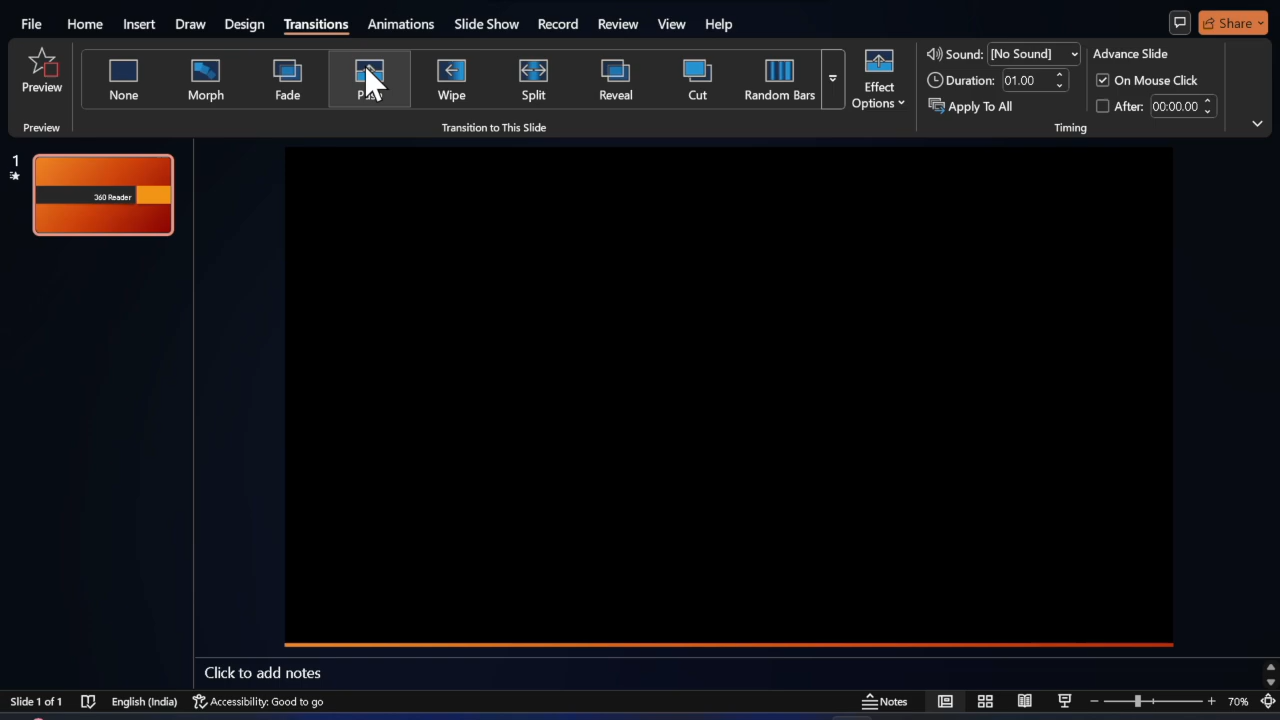 File Home Insert Draw Design Transitions Animations Slide Show Record Review View Help Share
Preview
None Morph Fade Wipe Split Reveal Cut Random Bars
Effect Options
Sound: [No Sound]
Duration: 01.00
Apply To All
Advance Slide
On Mouse Click
After: 00:00.00
Preview Transition to This Slide Timing
1
360 Reader
Click to add notes
Slide 1 of 1 English (India) Accessibility: Good to go Notes 70%